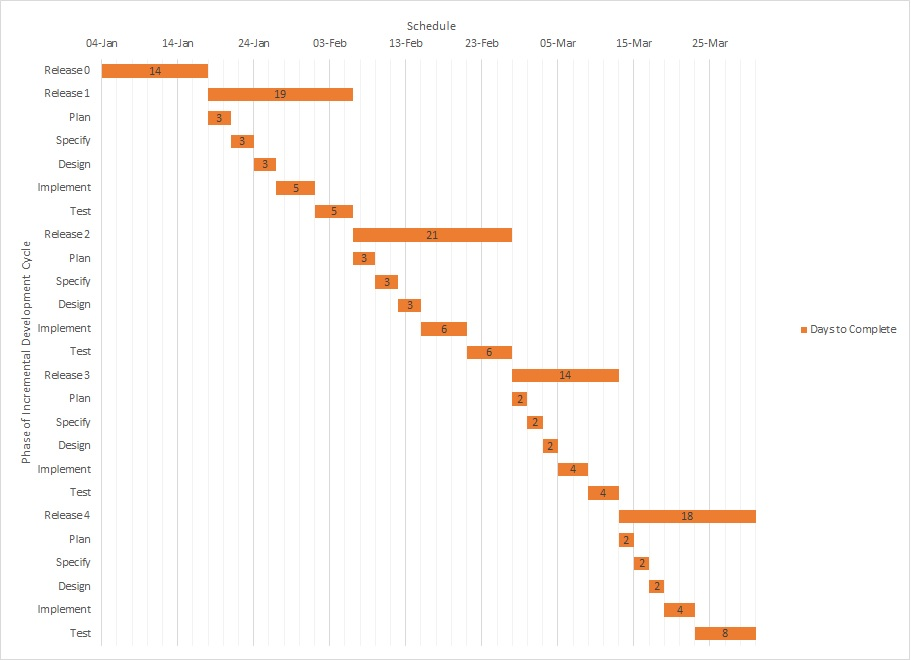 Schedule
04-Jan 14-Jan 24-Jan 03-Feb 13-Feb 23-Feb 05-Mar 15-Mar 25-Mar
Release 0 14
Release 1 19
Plan 3
Specify 3
Design 3
Implement 5
Test 5
Release 2 21
Plan 3
Specify 3
Design 3
Implement 6
Test 6
Release 3 14
Plan 2
Specify 2
Design 2
Implement 4
Test 4
Release 4 18
Plan 2
Specify 2
Design 2
Implement 4
Test 8
Phase of Incremental Development Cycle
Days to Complete